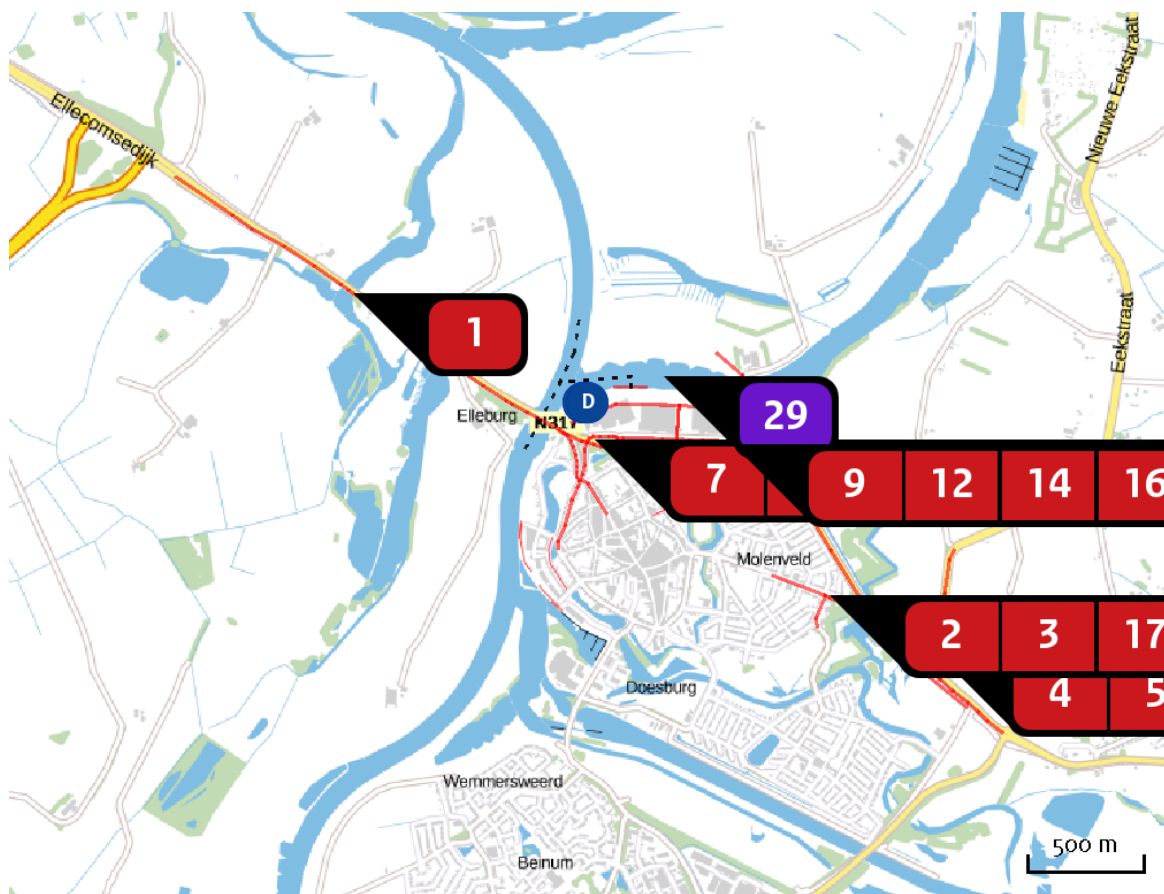 Ellecomsedijk
Nieuwe Eekstraat
Eekstraat
1
Elleburg
D
N317
29
7
9 12 14 16
Molenveld
2 3 17
Doesburg
4 5
Wemmersweerd
Beinum
500 m